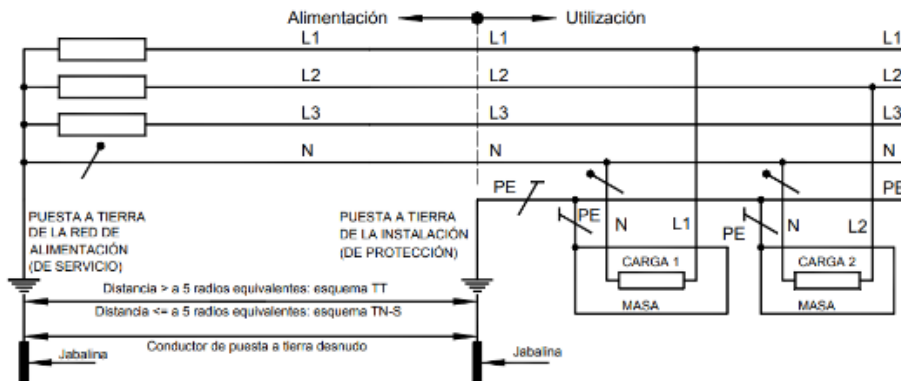 Alimentación
Utilización
L1
L1
L1
L2
L2
L2
L3
L3
L3
N
N
N
PE
PE
PUESTA A TIERRA
DE LA RED DE
ALIMENTACIÓN
(DE SERVICIO)
PUESTA A TIERRA
DE LA INSTALACIÓN
(DE PROTECCIÓN)
PE
N
L1
PE
N
L2
CARGA 1
MASA
CARGA 2
MASA
Distancia > a 5 radios equivalentes: esquema TT
Distancia <= a 5 radios equivalentes: esquema TN-S
Conductor de puesta a tierra desnudo
Jabalina
Jabalina